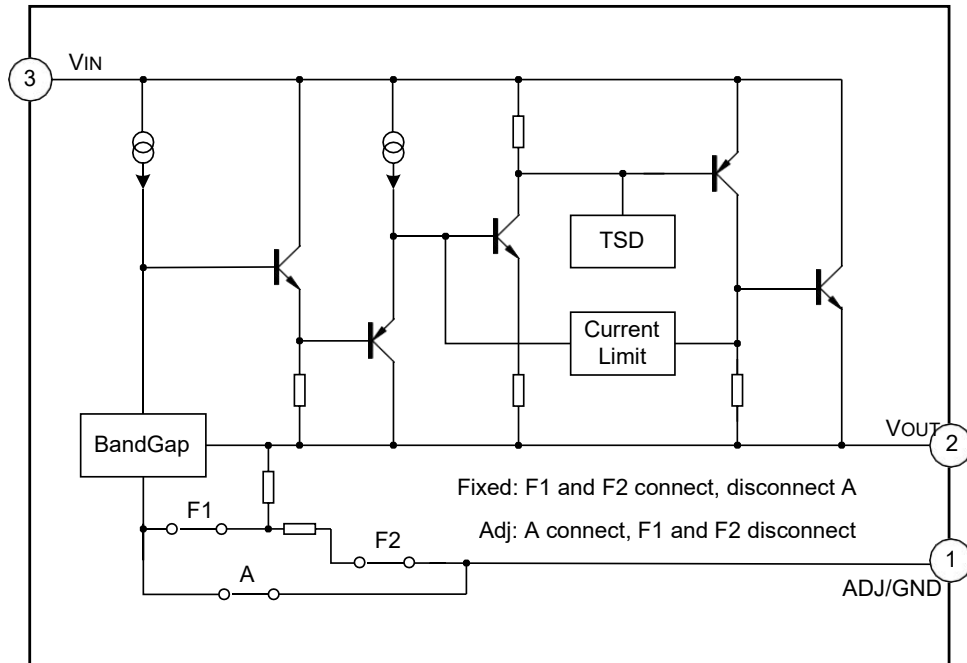 3
VIN
TSD
Current
Limit
BandGap
VOUT
2
Fixed: F1 and F2 connect, disconnect A
F1
Adj: A connect, F1 and F2 disconnect
F2
1
A
ADJ/GND